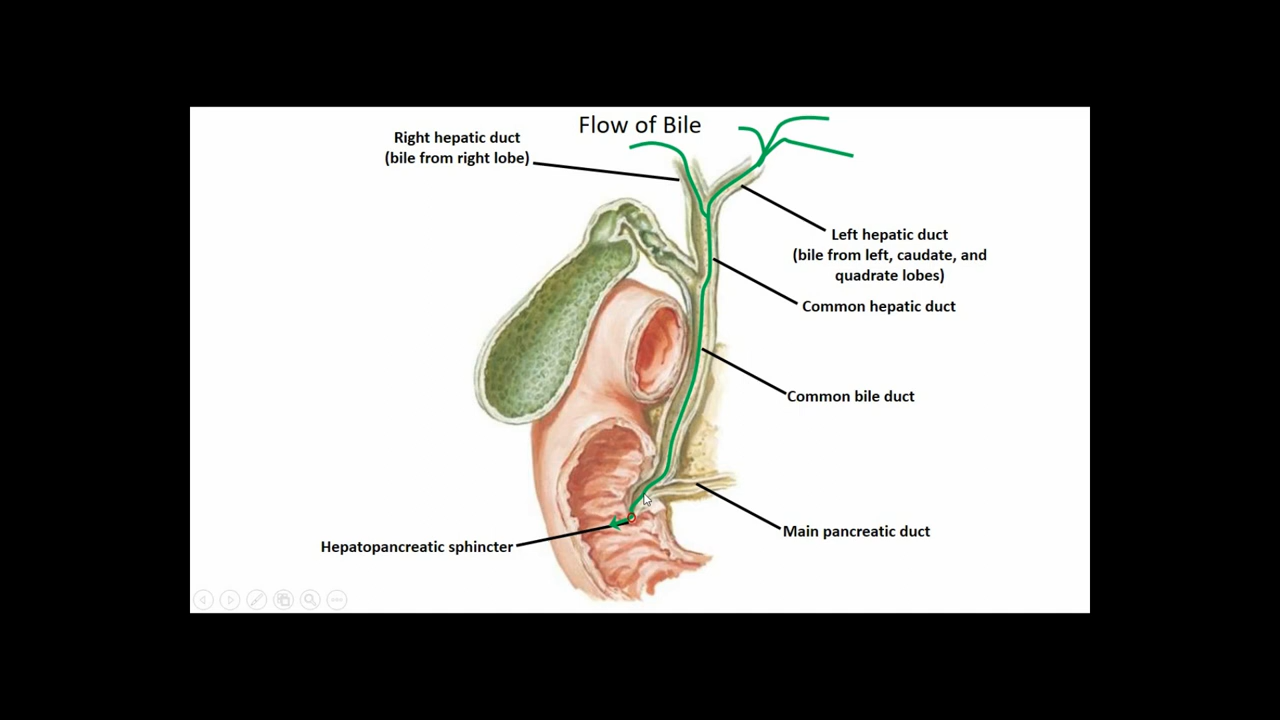 Flow of Bile
Right hepatic duct
(bile from right lobe)
Left hepatic duct
(bile from left, caudate, and
quadrate lobes)
Common hepatic duct
Common bile duct
Main pancreatic duct
Hepatopancreatic sphincter